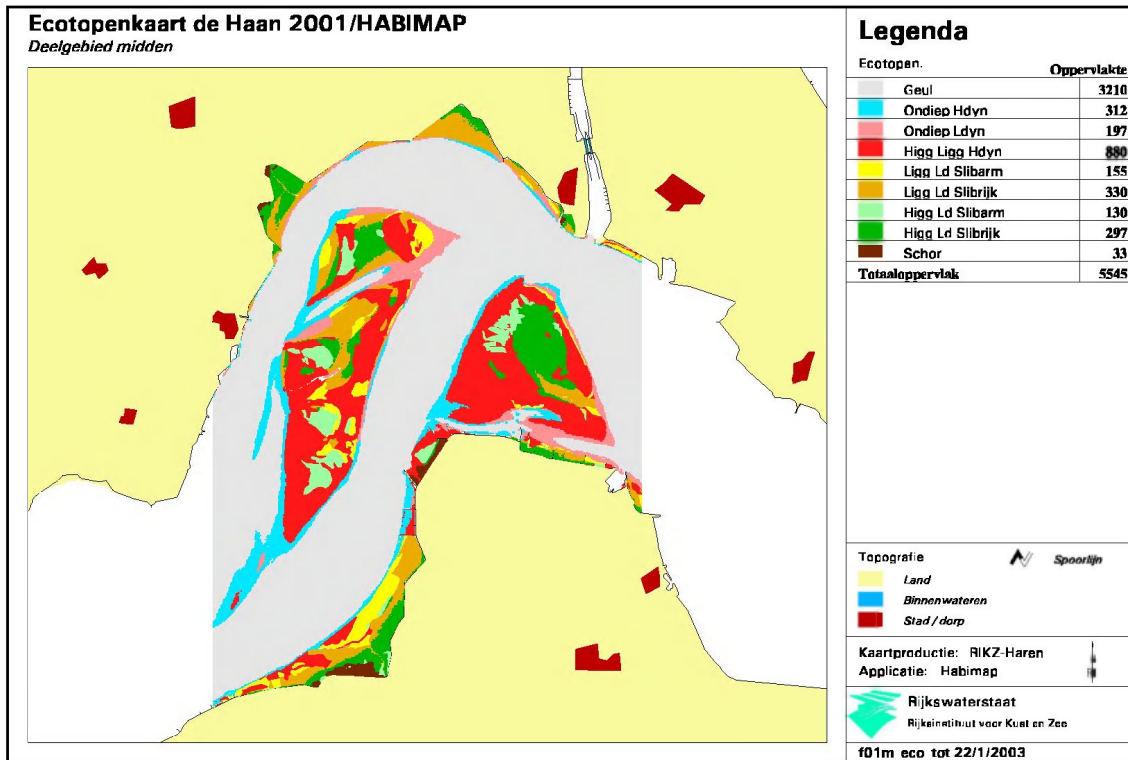 Ecotopenkaart de Haan 2001/HABIMAP
Deelgebied midden
Legenda
Ecotopen. Oppervlakte
Geul 3210
Ondiep Hdyn 312
Ondiep Ldyn 197
Higg Ligg Hdyn 880
Ligg Ld Slibarm 155
Ligg Ld Slibrijk 330
Higg Ld Slibarm 130
Higg Ld Slibrijk 297
Schor 33
Totaaloppervlak 5545
Topografie Spoorlijn
Land
Binnenwateren
Stad / dorp
Kaartproductie: RIKZ-Haren
Applicatie: Habimap
Rijkswaterstaat
Rijksinstituut voor Kust en Zee
f01m_eco_tot 22/1/2003